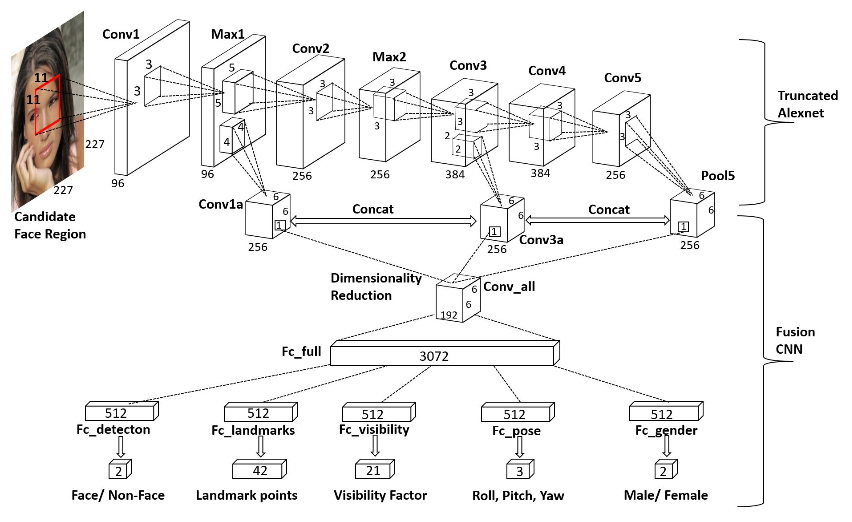 Conv1
Max1
Conv2
Max2
Conv3
Conv4
Conv5
11
11
3
3
5
5
3
3
3
3
3
2
2
3
3
3
3
4
4
227
227
96
96
256
256
384
384
256
Truncated
Alexnet
Candidate
Face Region
Conv1a
6
6
1
256
Concat
6
6
1
256
Conv3a
Concat
Pool5
6
6
1
256
Dimensionality
Reduction
Conv_all
6
6
192
Fusion
CNN
Fc_full
3072
512
512
512
512
512
Fc_detecton
Fc_landmarks
Fc_visibility
Fc_pose
Fc_gender
2
42
21
3
2
Face/ Non-Face
Landmark points
Visibility Factor
Roll, Pitch, Yaw
Male/ Female